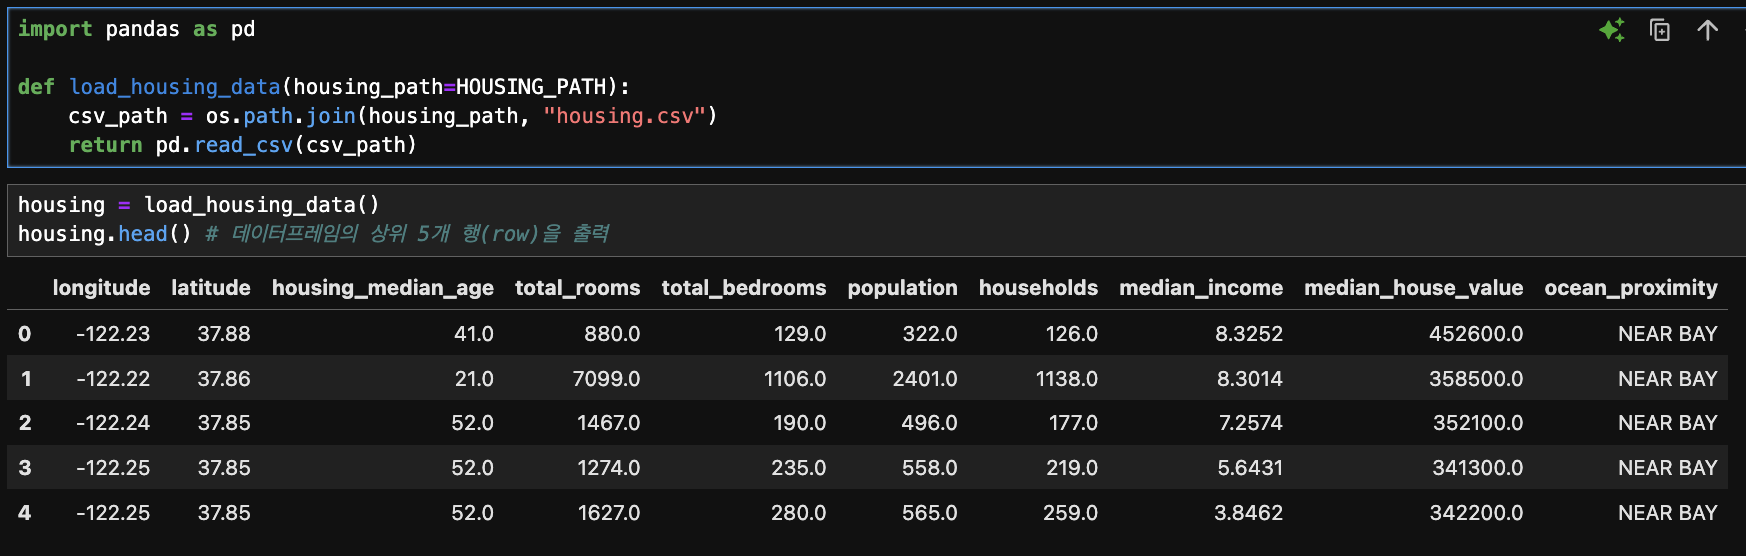 import pandas as pd
def load_housing_data(housing_path=HOUSING_PATH):
    csv_path = os.path.join(housing_path, "housing.csv")
    return pd.read_csv(csv_path)
housing = load_housing_data()
housing.head() # 데이터프레임의 상위 5개 행(row)을 출력
longitude latitude housing_median_age total_rooms total_bedrooms population households median_income median_house_value ocean_proximity
0 -122.23 37.88 41.0 880.0 129.0 322.0 126.0 8.3252 452600.0 NEAR BAY
1 -122.22 37.86 21.0 7099.0 1106.0 2401.0 1138.0 8.3014 358500.0 NEAR BAY
2 -122.24 37.85 52.0 1467.0 190.0 496.0 177.0 7.2574 352100.0 NEAR BAY
3 -122.25 37.85 52.0 1274.0 235.0 558.0 219.0 5.6431 341300.0 NEAR BAY
4 -122.25 37.85 52.0 1627.0 280.0 565.0 259.0 3.8462 342200.0 NEAR BAY